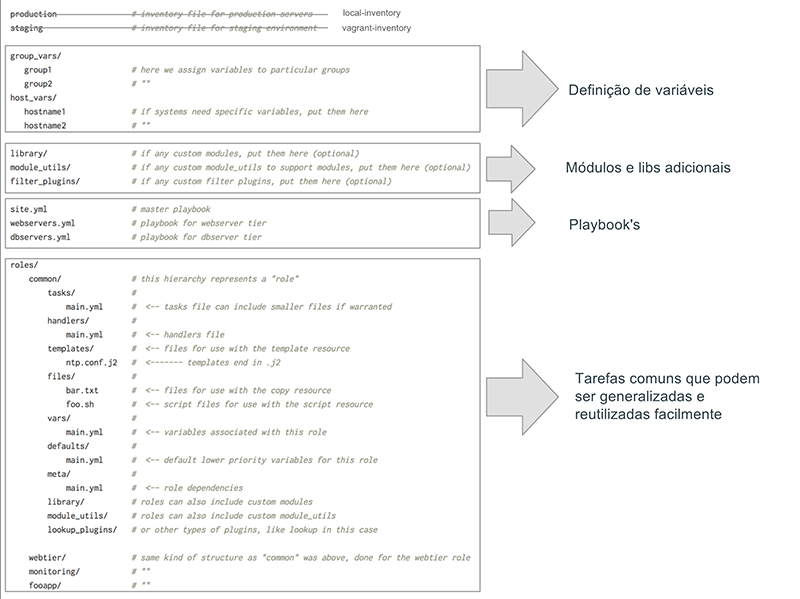 production # inventory file for production servers local-inventory
staging # inventory file for staging environment vagrant-inventory
group_vars/
group1 # here we assign variables to particular groups
group2 # ""
host_vars/
hostname1 # if systems need specific variables, put them here
hostname2 # ""
Definição de variáveis
library/ # if any custom modules, put them here (optional)
module_utils/ # if any custom module_utils to support modules, put them here (optional)
filter_plugins/ # if any custom filter plugins, put them here (optional)
Módulos e libs adicionais
site.yml # master playbook
webservers.yml # playbook for webserver tier
dbservers.yml # playbook for dbserver tier
Playbook's
roles/
common/ # this hierarchy represents a "role"
tasks/ #
main.yml # <-- tasks file can include smaller files if warranted
handlers/ #
main.yml # <-- handlers file
templates/ # <-- files for use with the template resource
ntp.conf.j2 # <------- templates end in .j2
files/ #
bar.txt # <-- files for use with the copy resource
foo.sh # <-- script files for use with the script resource
vars/ #
main.yml # <-- variables associated with this role
defaults/ #
main.yml # <-- default lower priority variables for this role
meta/ #
main.yml # <-- role dependencies
library/ # roles can also include custom modules
module_utils/ # roles can also include custom module_utils
lookup_plugins/ # or other types of plugins, like lookup in this case
webtier/ # same kind of structure as "common" was above, done for the webtier role
monitoring/ # ""
fooapp/ # ""
Tarefas comuns que podem
ser generalizadas e
reutilizadas facilmente